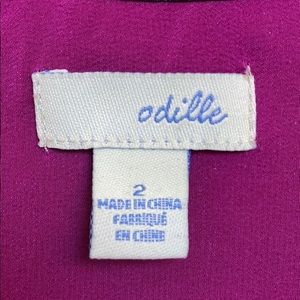 odille
2
MADE IN CHINA
FABRIQUÉ
EN CHINE